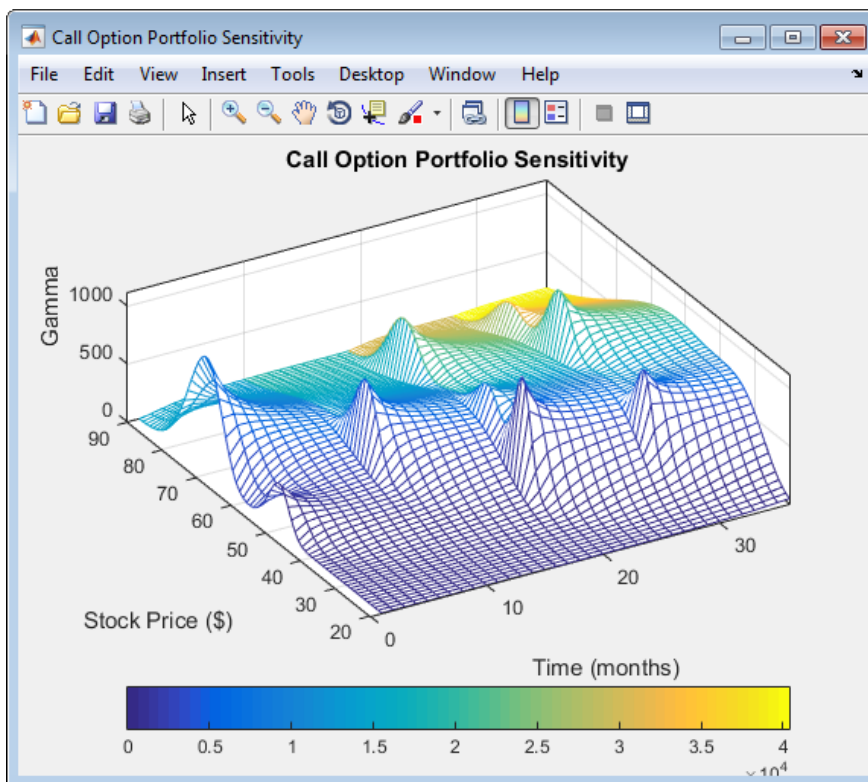 Call Option Portfolio Sensitivity
File Edit View Insert Tools Desktop Window Help
Call Option Portfolio Sensitivity
Gamma
1000
500
0
90
80
70
60
50
40
30
20
Stock Price ($)
0
10
20
30
Time (months)
0 0.5 1 1.5 2 2.5 3 3.5 4
×10⁴